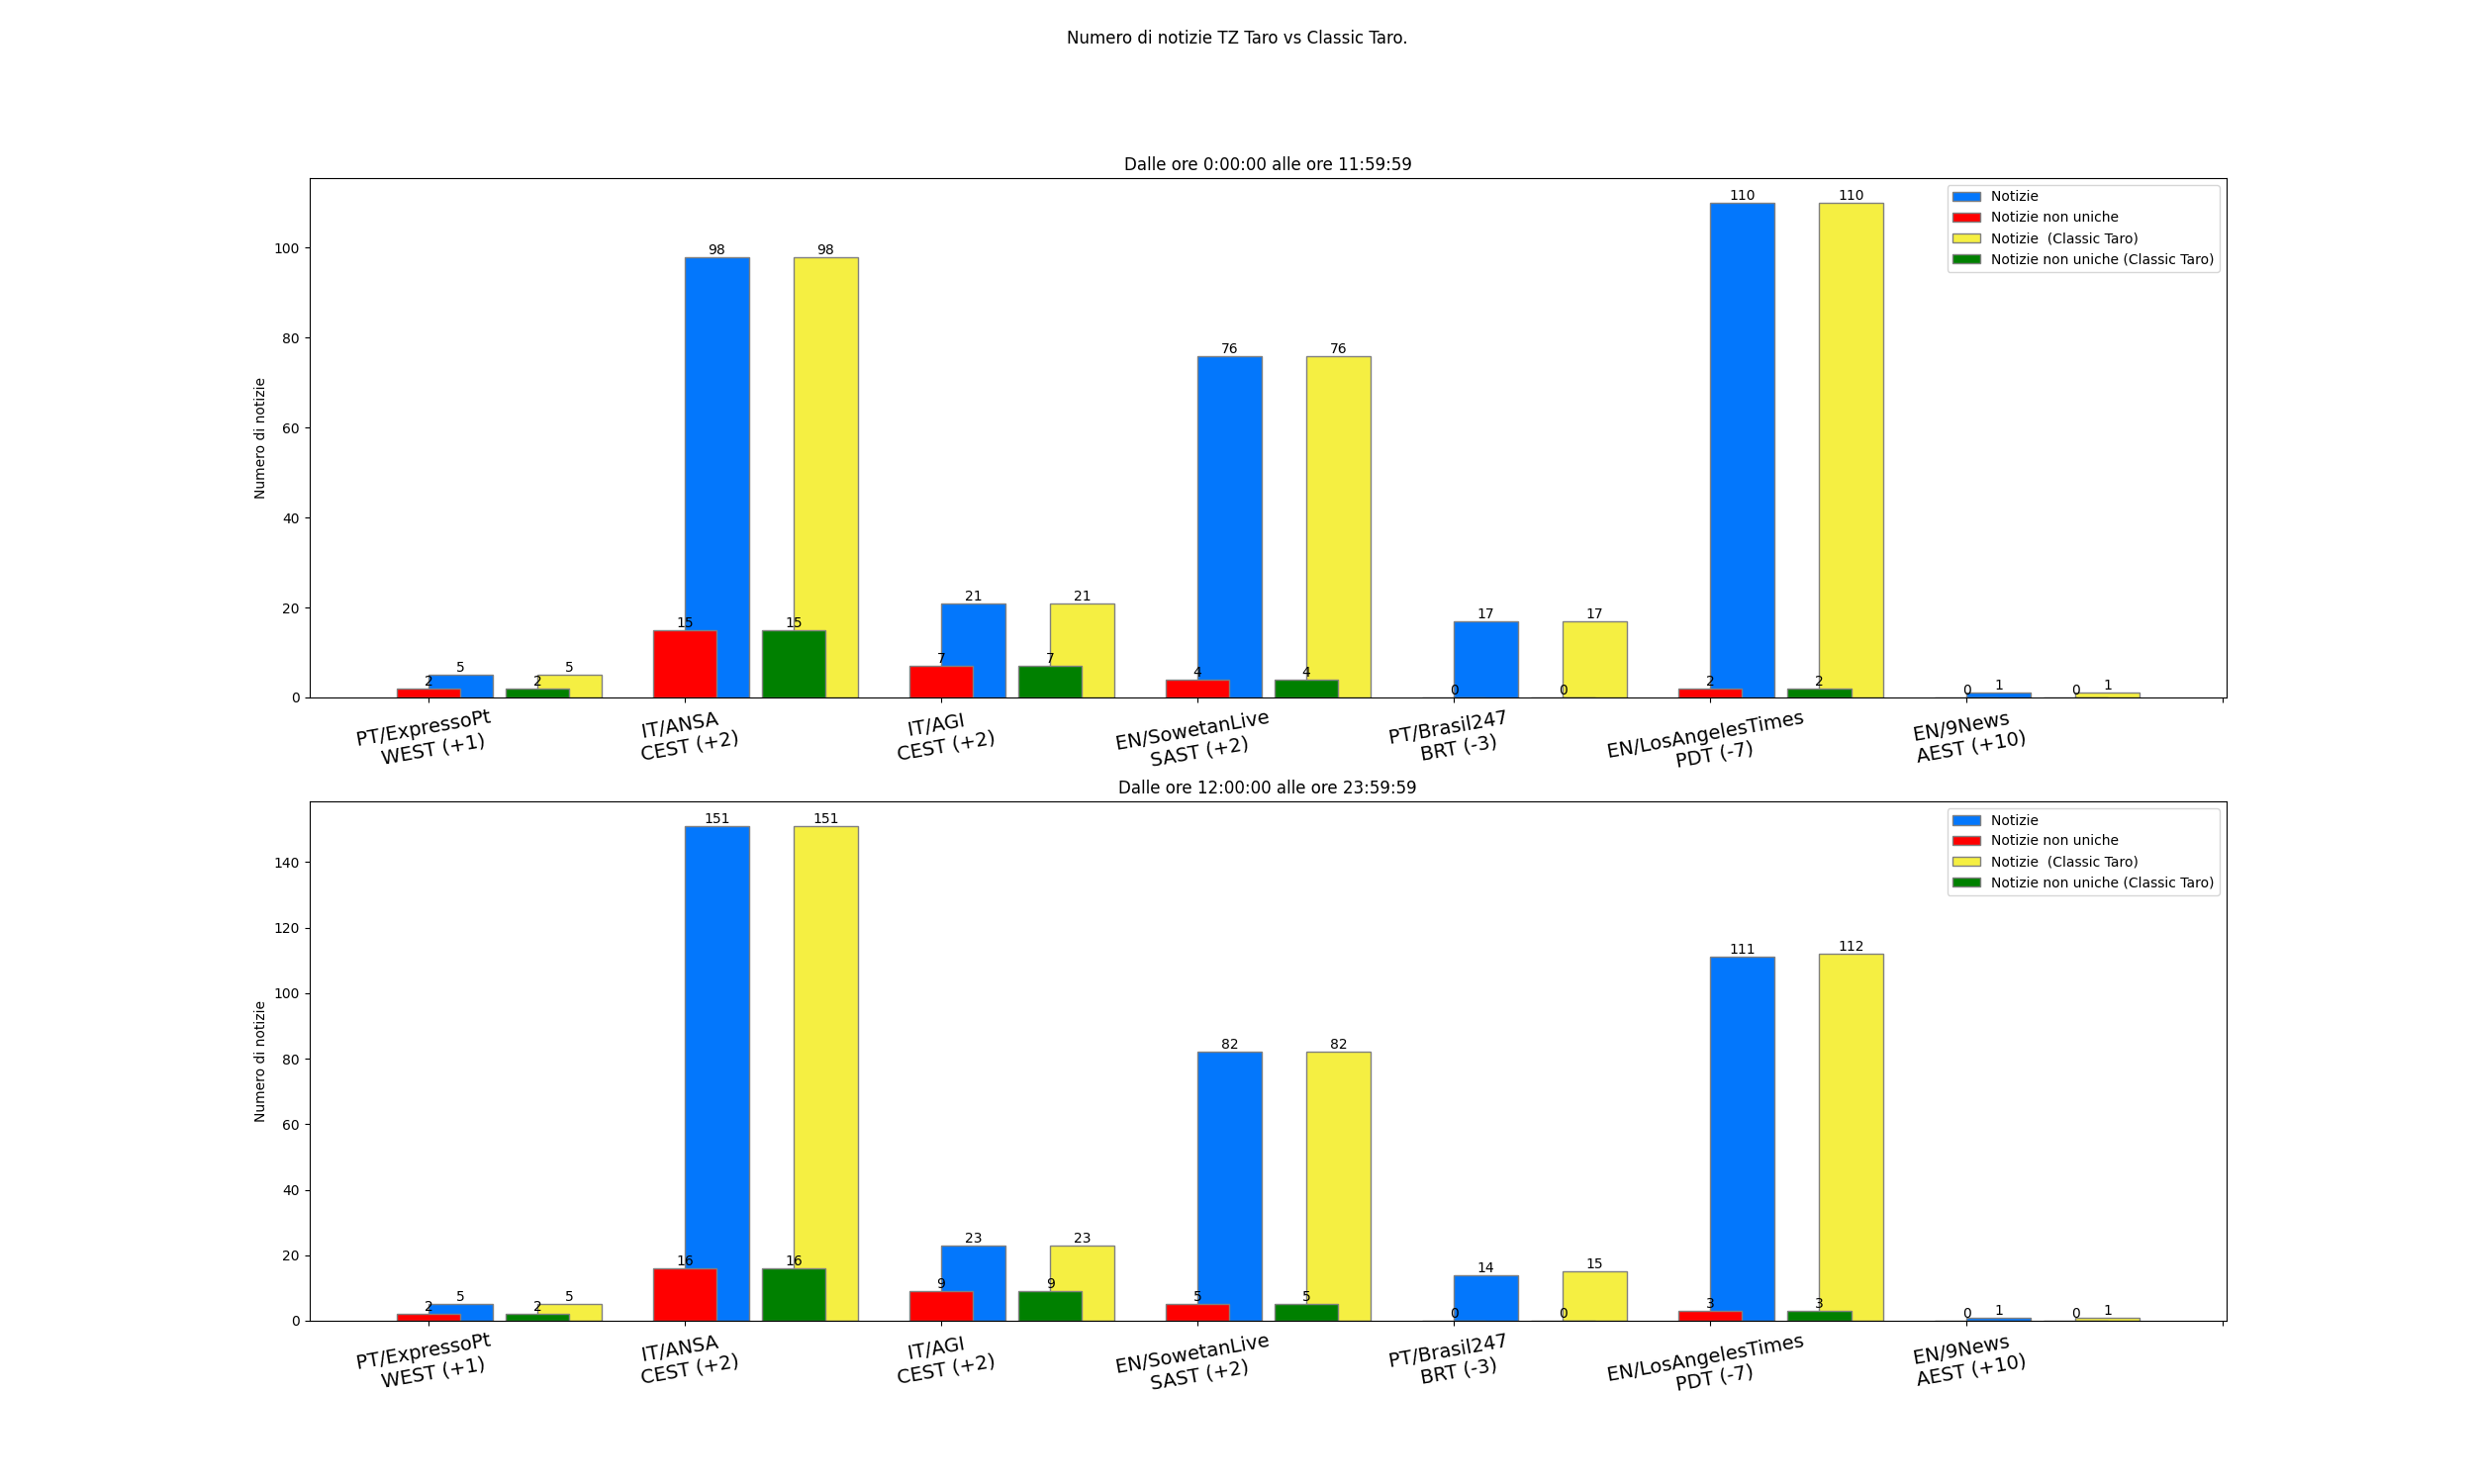 Numero di notizie TZ Taro vs Classic Taro.
Dalle ore 0:00:00 alle ore 11:59:59
Numero di notizie
100
80
60
40
20
0
2
5
2
5
15
98
15
98
7
21
7
21
4
76
4
76
0
17
0
17
2
110
2
110
0
1
0
1
Notizie
Notizie non uniche
Notizie  (Classic Taro)
Notizie non uniche (Classic Taro)
PT/ExpressoPt
WEST (+1)
IT/ANSA
CEST (+2)
IT/AGI
CEST (+2)
EN/SowetanLive
SAST (+2)
PT/Brasil247
BRT (-3)
EN/LosAngelesTimes
PDT (-7)
EN/9News
AEST (+10)
Dalle ore 12:00:00 alle ore 23:59:59
Numero di notizie
140
120
100
80
60
40
20
0
2
5
2
5
16
151
16
151
9
23
9
23
5
82
5
82
0
14
0
15
3
111
3
112
0
1
0
1
Notizie
Notizie non uniche
Notizie  (Classic Taro)
Notizie non uniche (Classic Taro)
PT/ExpressoPt
WEST (+1)
IT/ANSA
CEST (+2)
IT/AGI
CEST (+2)
EN/SowetanLive
SAST (+2)
PT/Brasil247
BRT (-3)
EN/LosAngelesTimes
PDT (-7)
EN/9News
AEST (+10)